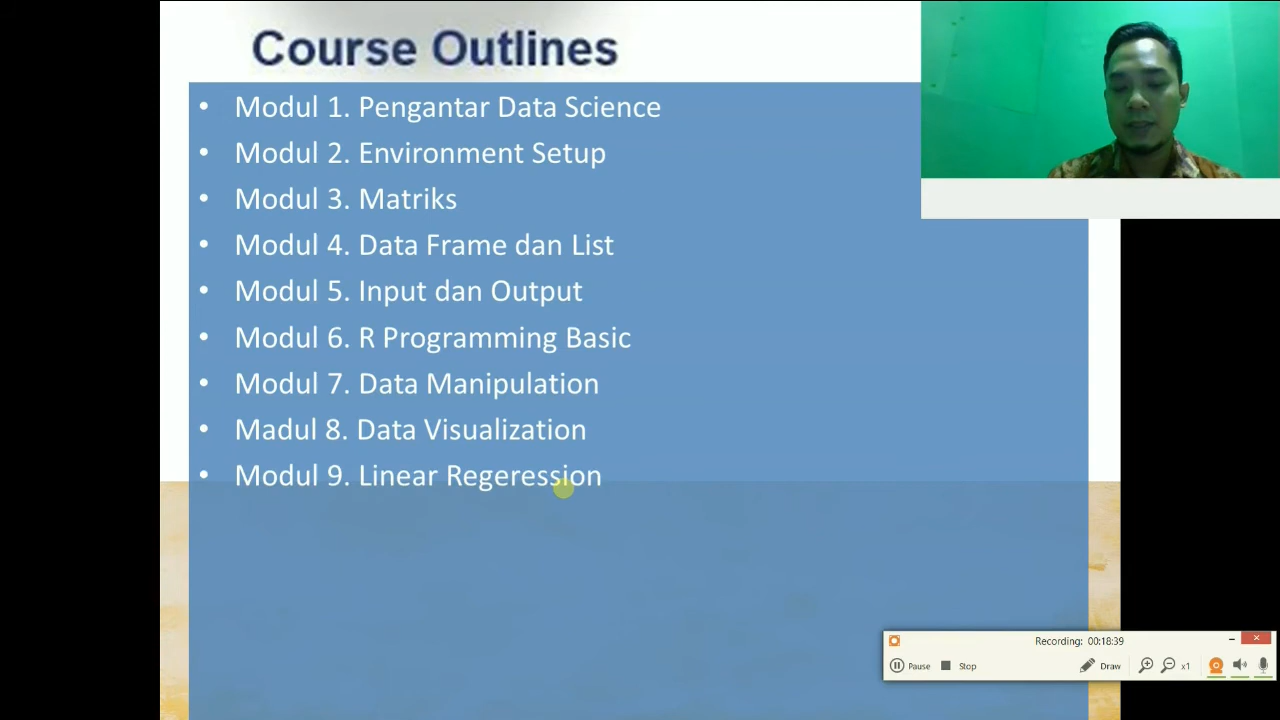 Course Outlines
• Modul 1. Pengantar Data Science
• Modul 2. Environment Setup
• Modul 3. Matriks
• Modul 4. Data Frame dan List
• Modul 5. Input dan Output
• Modul 6. R Programming Basic
• Modul 7. Data Manipulation
• Madul 8. Data Visualization
• Modul 9. Linear Regeression
Recording: 00:18:39
Pause Stop Draw x1